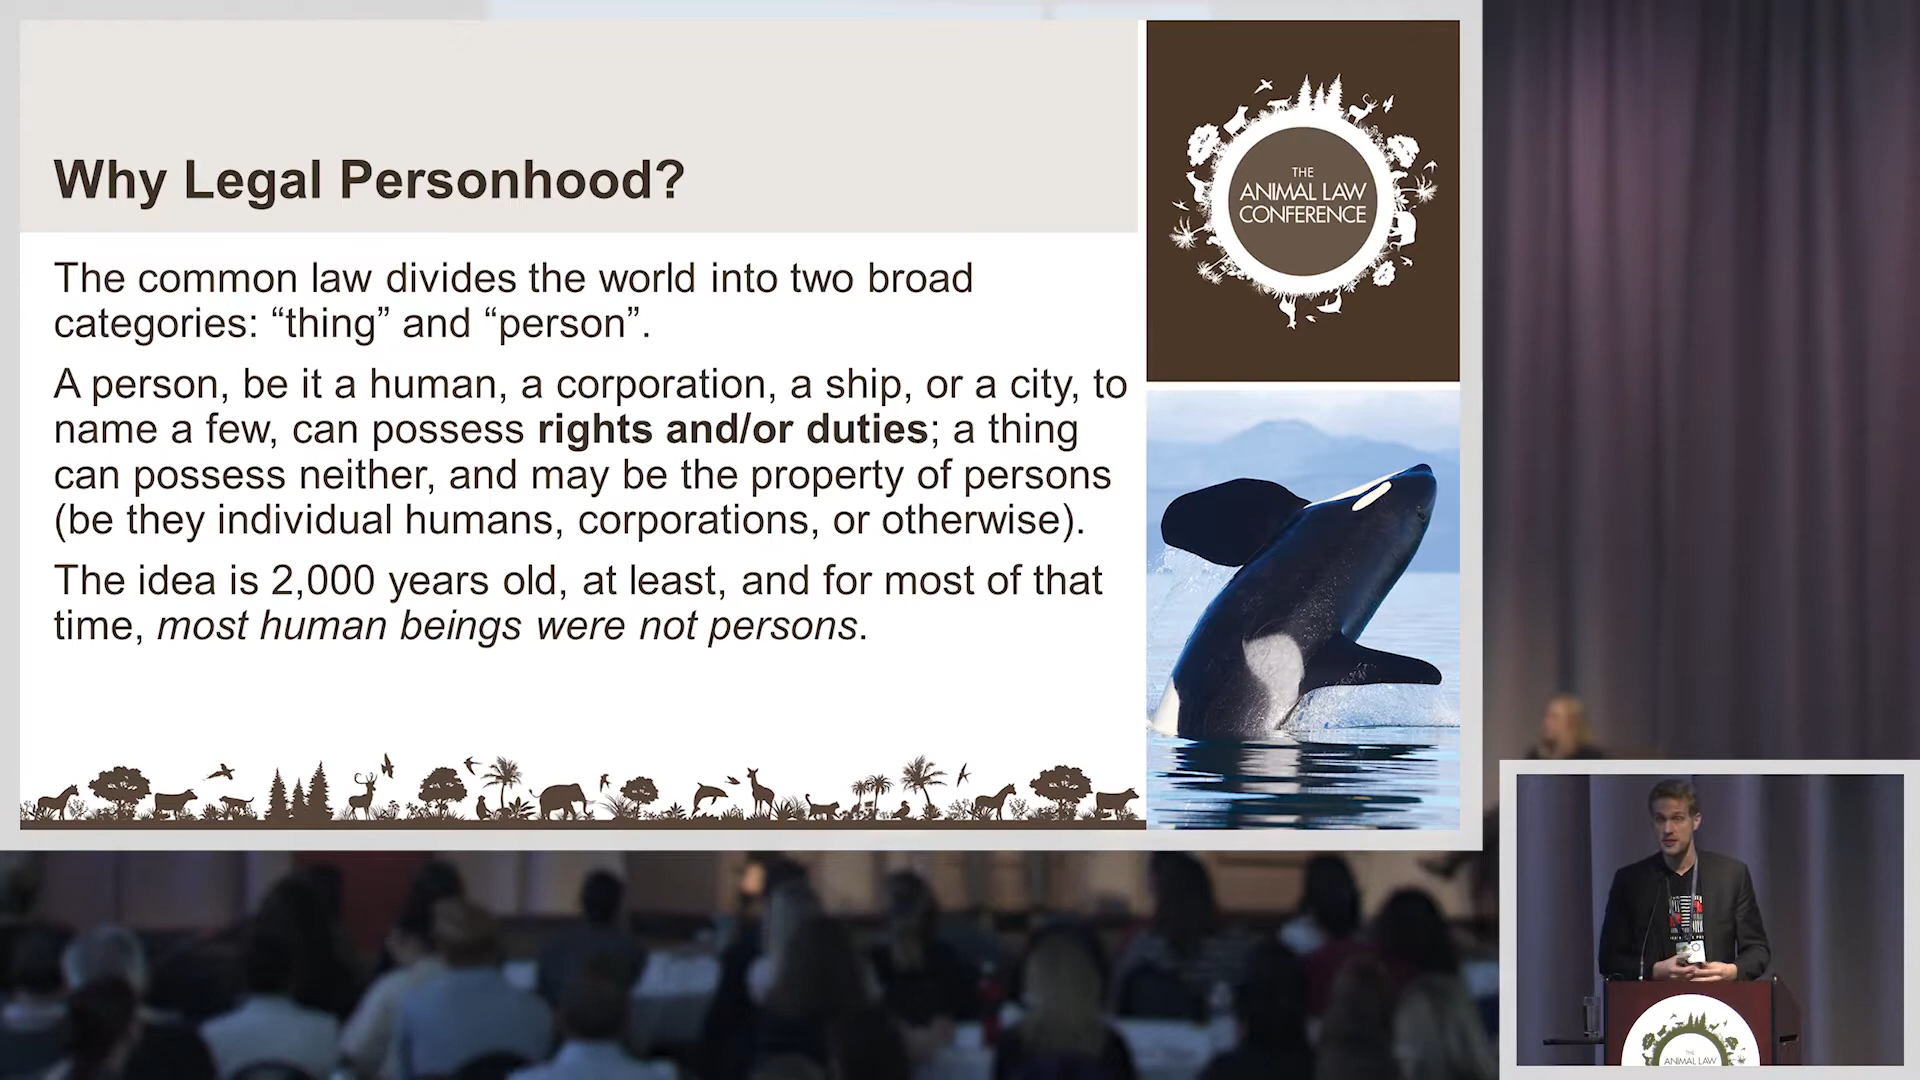 Why Legal Personhood?
The common law divides the world into two broad
categories: “thing” and “person”.
A person, be it a human, a corporation, a ship, or a city, to
name a few, can possess rights and/or duties; a thing
can possess neither, and may be the property of persons
(be they individual humans, corporations, or otherwise).
The idea is 2,000 years old, at least, and for most of that
time, most human beings were not persons.
THE
ANIMAL LAW
CONFERENCE
THE
ANIMAL LAW